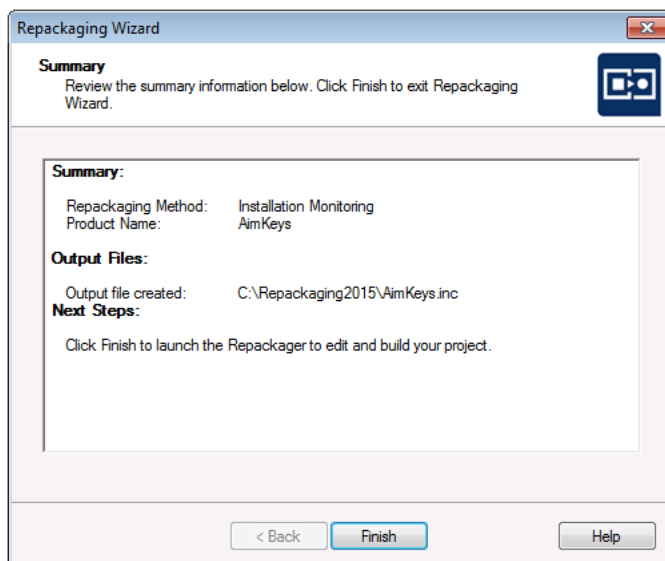 Repackaging Wizard
Summary
Review the summary information below. Click Finish to exit Repackaging
Wizard.
Summary:
Repackaging Method: Installation Monitoring
Product Name: AimKeys
Output Files:
Output file created: C:\Repackaging2015\AimKeys.inc
Next Steps:
Click Finish to launch the Repackager to edit and build your project.
< Back Finish Help